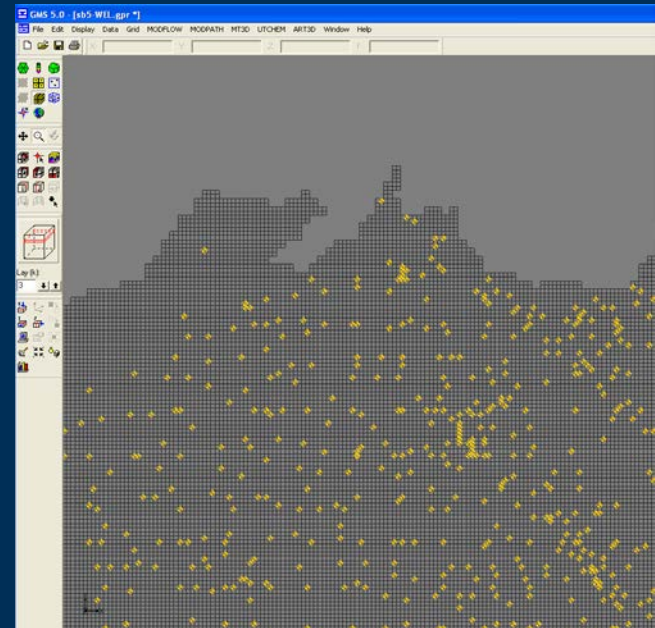 GMS 5.0 - [sb5-WEL.gpr *]
File Edit Display Data Grid MODFLOW MODPATH MT3D UTCHEM ART3D Window Help
X: Y: Z: F:
Lay (k):
3